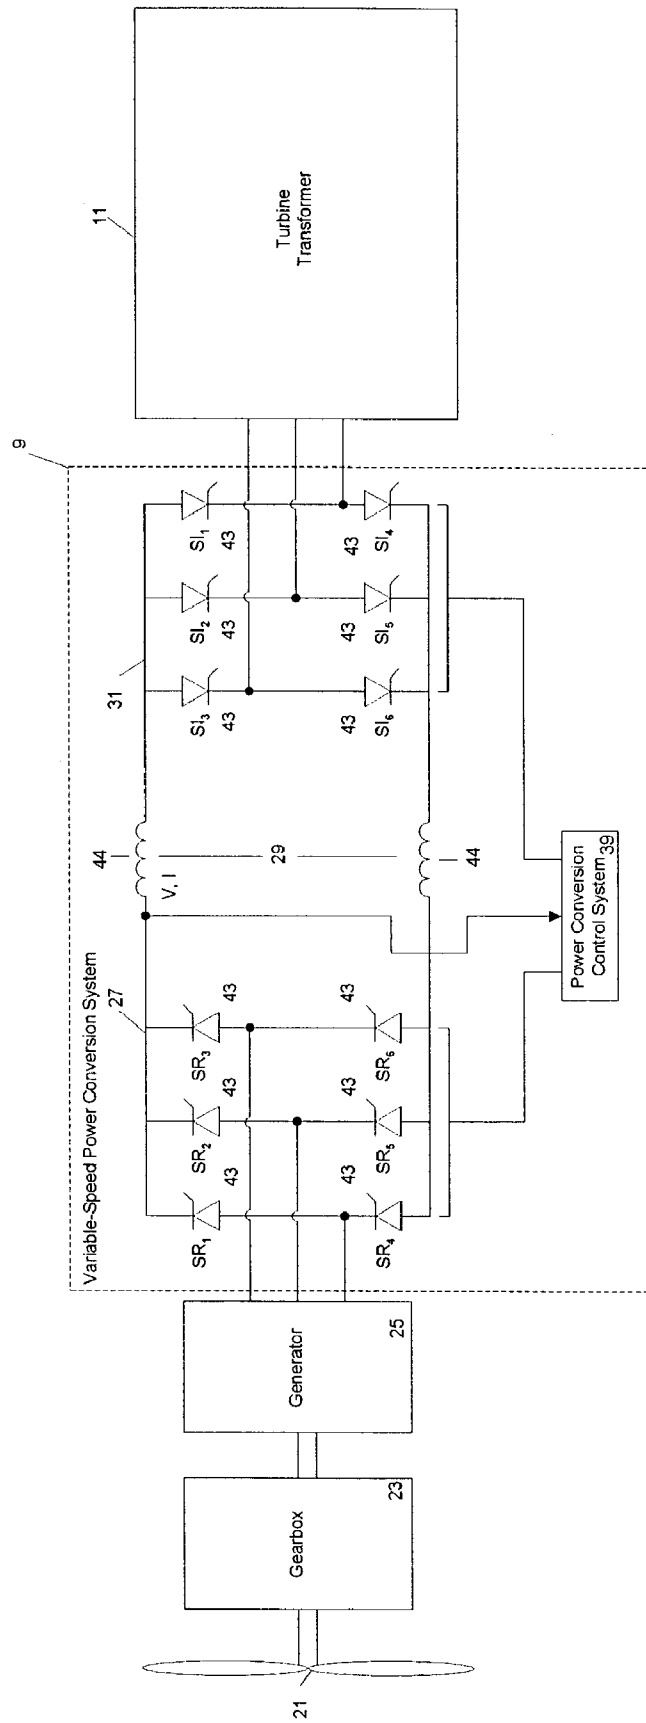 9
11
Turbine
Transformer
Variable-Speed Power Conversion System
27
44
31
V, I
29
44
SR1
43
SR2
43
SR3
43
SR4
43
SR5
43
SR6
43
SI3
43
SI2
43
SI1
43
SI6
43
SI5
43
SI4
43
Power Conversion
Control System
39
Generator
25
Gearbox
23
21